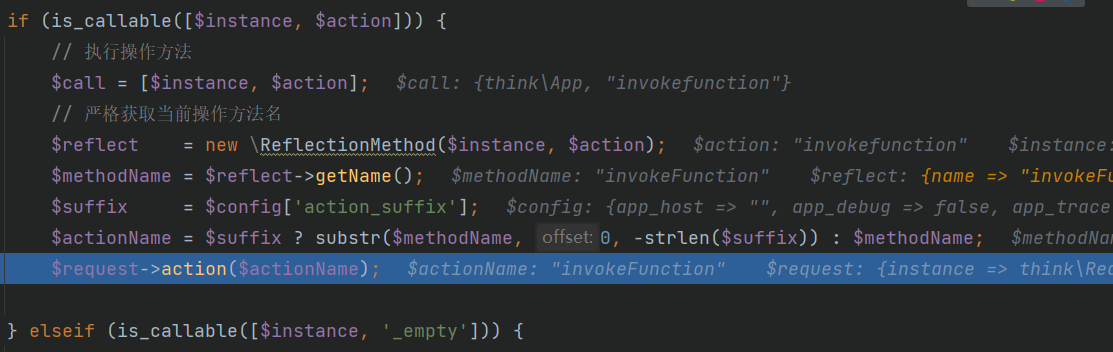 if (is_callable([$instance, $action])) {
// 执行操作方法
$call = [$instance, $action]; $call: {think\App, "invokefunction"}
// 严格获取当前操作方法名
$reflect = new \ReflectionMethod($instance, $action); $action: "invokefunction" $instance:
$methodName = $reflect->getName(); $methodName: "invokeFunction" $reflect: {name => "invokeFu
$suffix = $config['action_suffix']; $config: {app_host => "", app_debug => false, app_trace
$actionName = $suffix ? substr($methodName, offset: 0, -strlen($suffix)) : $methodName; $methodNam
$request->action($actionName); $actionName: "invokeFunction" $request: {instance => think\Req
} elseif (is_callable([$instance, '_empty'])) {